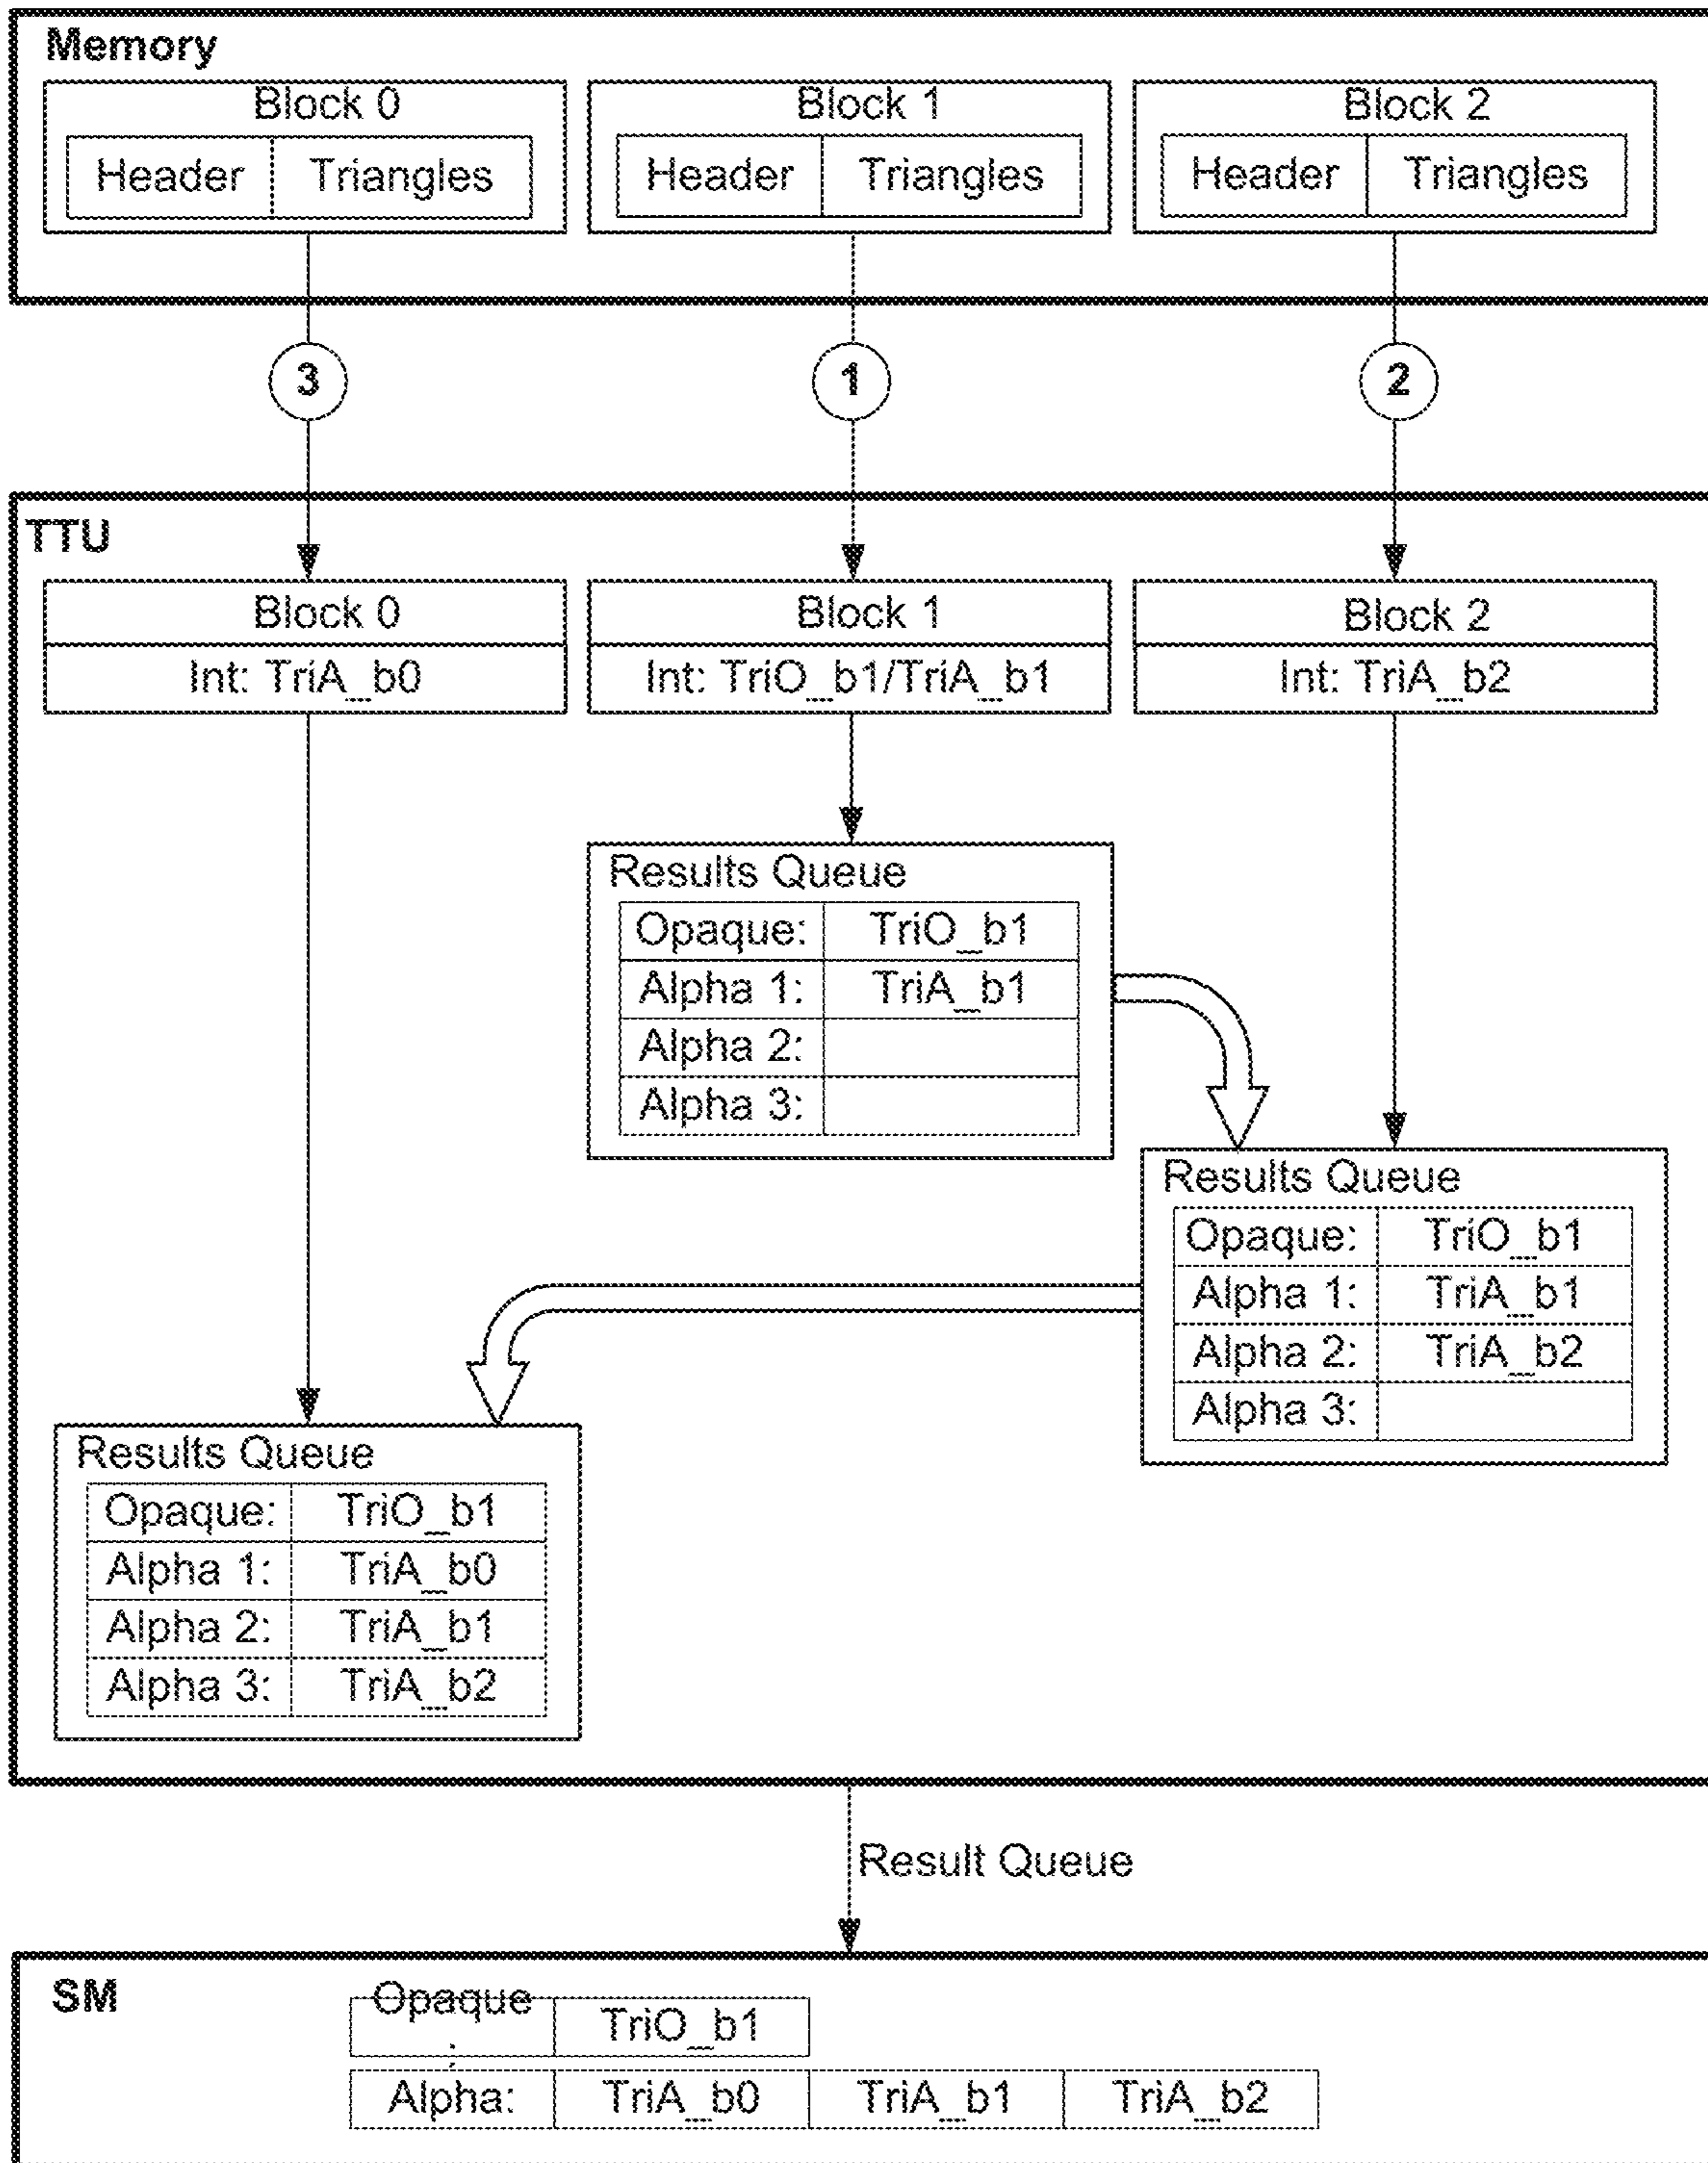 Memory
Block 0
Block 1
Block 2
Header Triangles
Header Triangles
Header Triangles
3
1
2
TTU
Block 0
Block 1
Block 2
Int: TriA_b0
Int: TriO_b1/TriA_b1
Int: TriA_b2
Results Queue
Opaque: TriO_b1
Alpha 1: TriA_b1
Alpha 2:
Alpha 3:
Results Queue
Opaque: TriO_b1
Alpha 1: TriA_b1
Alpha 2: TriA_b2
Alpha 3:
Results Queue
Opaque: TriO_b1
Alpha 1: TriA_b0
Alpha 2: TriA_b1
Alpha 3: TriA_b2
Result Queue
SM
Opaque TriO_b1
:
Alpha: TriA_b0 TriA_b1 TriA_b2